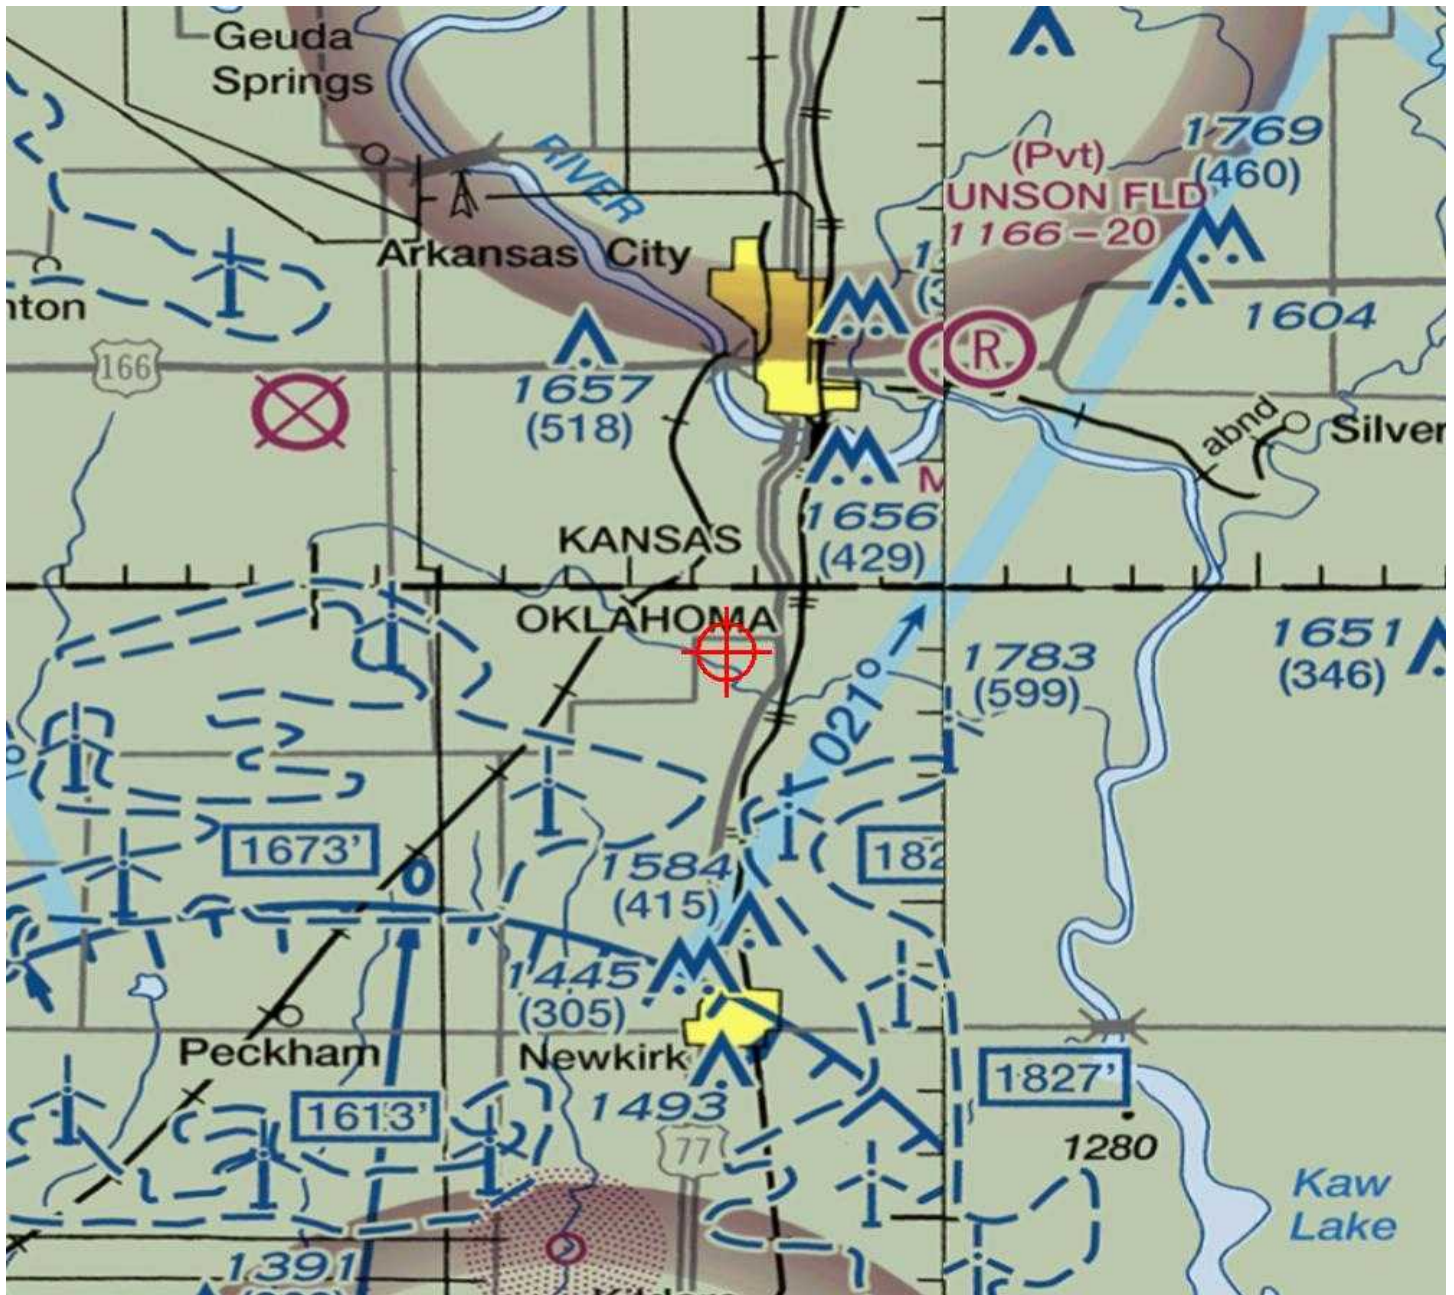 Geuda
Springs
RIVER
1769
(460)
(Pvt)
UNSON FLD
1166-20
Arkansas City
nton
1604
166
1657
(518)
R
abnd
Silver
1656
(429)
M
KANSAS
OKLAHOMA
1651
(346)
1783
(599)
021°
1673'
0
1584
(415)
182
1445
(305)
Peckham
Newkirk
1493
1827'
1613'
77
1280
Kaw
Lake
1391